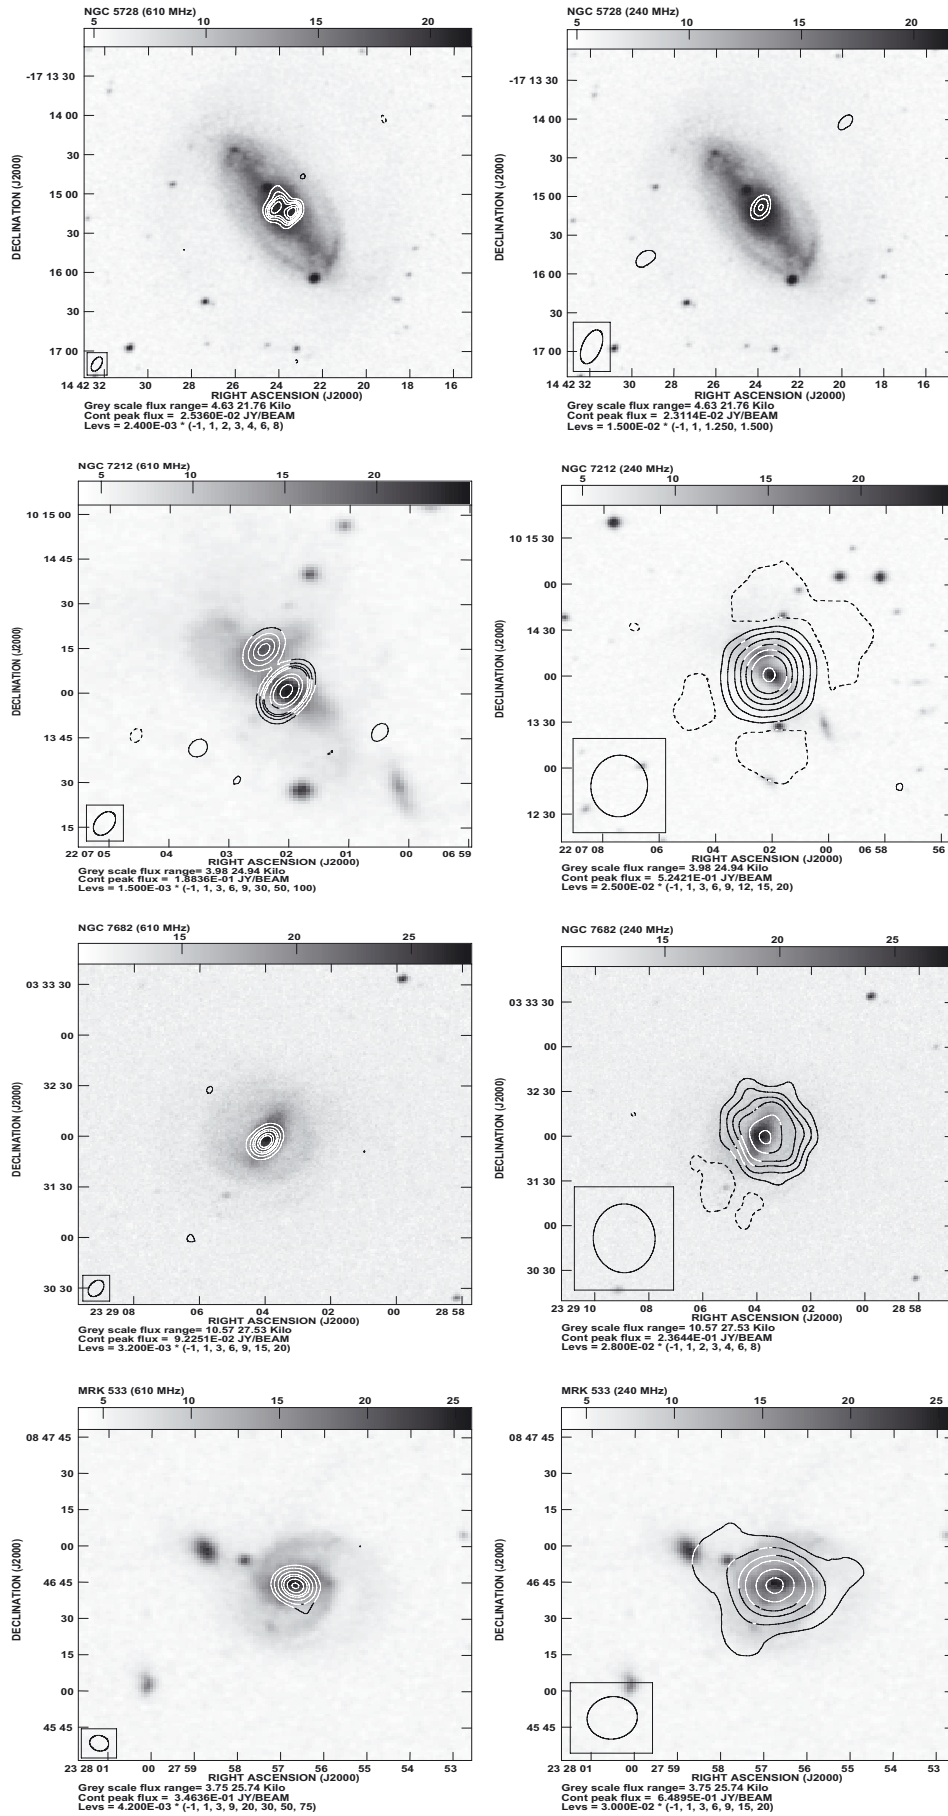 NGC 5728 (610 MHz)
5 10 15 20
DECLINATION (J2000)
-17 13 30
14 00
30
15 00
30
16 00
30
17 00
14 42 32 30 28 26 24 22 20 18 16
RIGHT ASCENSION (J2000)
Grey scale flux range= 4.63 21.76 Kilo
Cont peak flux = 2.5360E-02 JY/BEAM
Levs = 2.400E-03 * (-1, 1, 2, 3, 4, 6, 8)
NGC 5728 (240 MHz)
5 10 15 20
DECLINATION (J2000)
-17 13 30
14 00
30
15 00
30
16 00
30
17 00
14 42 32 30 28 26 24 22 20 18 16
RIGHT ASCENSION (J2000)
Grey scale flux range= 4.63 21.76 Kilo
Cont peak flux = 2.3114E-02 JY/BEAM
Levs = 1.500E-02 * (-1, 1, 1.250, 1.500)
NGC 7212 (610 MHz)
5 10 15 20
DECLINATION (J2000)
10 15 00
14 45
30
15
00
13 45
30
15
22 07 05 04 03 02 01 00 06 59
RIGHT ASCENSION (J2000)
Grey scale flux range= 3.98 24.94 Kilo
Cont peak flux = 1.8836E-01 JY/BEAM
Levs = 1.500E-03 * (-1, 1, 3, 6, 9, 30, 50, 100)
NGC 7212 (240 MHz)
5 10 15 20
DECLINATION (J2000)
10 15 30
00
14 30
00
13 30
00
12 30
22 07 08 06 04 02 00 06 58 56
RIGHT ASCENSION (J2000)
Grey scale flux range= 3.98 24.94 Kilo
Cont peak flux = 5.2421E-01 JY/BEAM
Levs = 2.500E-02 * (-1, 1, 3, 6, 9, 12, 15, 20)
NGC 7682 (610 MHz)
15 20 25
DECLINATION (J2000)
03 33 30
00
32 30
00
31 30
00
30 30
23 29 08 06 04 02 00 28 58
RIGHT ASCENSION (J2000)
Grey scale flux range= 10.57 27.53 Kilo
Cont peak flux = 9.2251E-02 JY/BEAM
Levs = 3.200E-03 * (-1, 1, 3, 6, 9, 15, 20)
NGC 7682 (240 MHz)
15 20 25
DECLINATION (J2000)
03 33 30
00
32 30
00
31 30
00
30 30
23 29 10 08 06 04 02 00 28 58
RIGHT ASCENSION (J2000)
Grey scale flux range= 10.57 27.53 Kilo
Cont peak flux = 2.3644E-01 JY/BEAM
Levs = 2.800E-02 * (-1, 1, 2, 3, 4, 6, 8)
MRK 533 (610 MHz)
5 10 15 20 25
DECLINATION (J2000)
08 47 45
30
15
00
46 45
30
15
00
45 45
23 28 01 00 27 59 58 57 56 55 54 53
RIGHT ASCENSION (J2000)
Grey scale flux range= 3.75 25.74 Kilo
Cont peak flux = 3.4636E-01 JY/BEAM
Levs = 4.200E-03 * (-1, 1, 3, 9, 20, 30, 50, 75)
MRK 533 (240 MHz)
5 10 15 20 25
DECLINATION (J2000)
08 47 45
30
15
00
46 45
30
15
00
45 45
23 28 01 00 27 59 58 57 56 55 54 53
RIGHT ASCENSION (J2000)
Grey scale flux range= 3.75 25.74 Kilo
Cont peak flux = 6.4895E-01 JY/BEAM
Levs = 3.000E-02 * (-1, 1, 3, 6, 9, 15, 20)